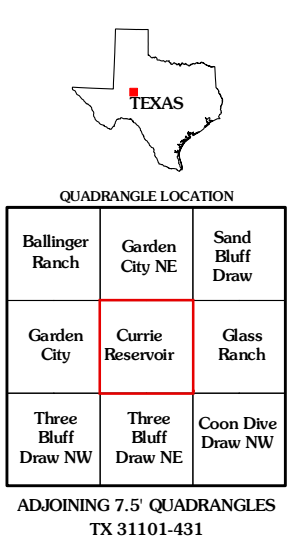 TEXAS
QUADRANGLE LOCATION
Ballinger
Ranch
Garden
City NE
Sand
Bluff
Draw
Garden
City
Currie
Reservoir
Glass
Ranch
Three
Bluff
Draw NW
Three
Bluff
Draw NE
Coon Dive
Draw NW
ADJOINING 7.5' QUADRANGLES
TX 31101-431